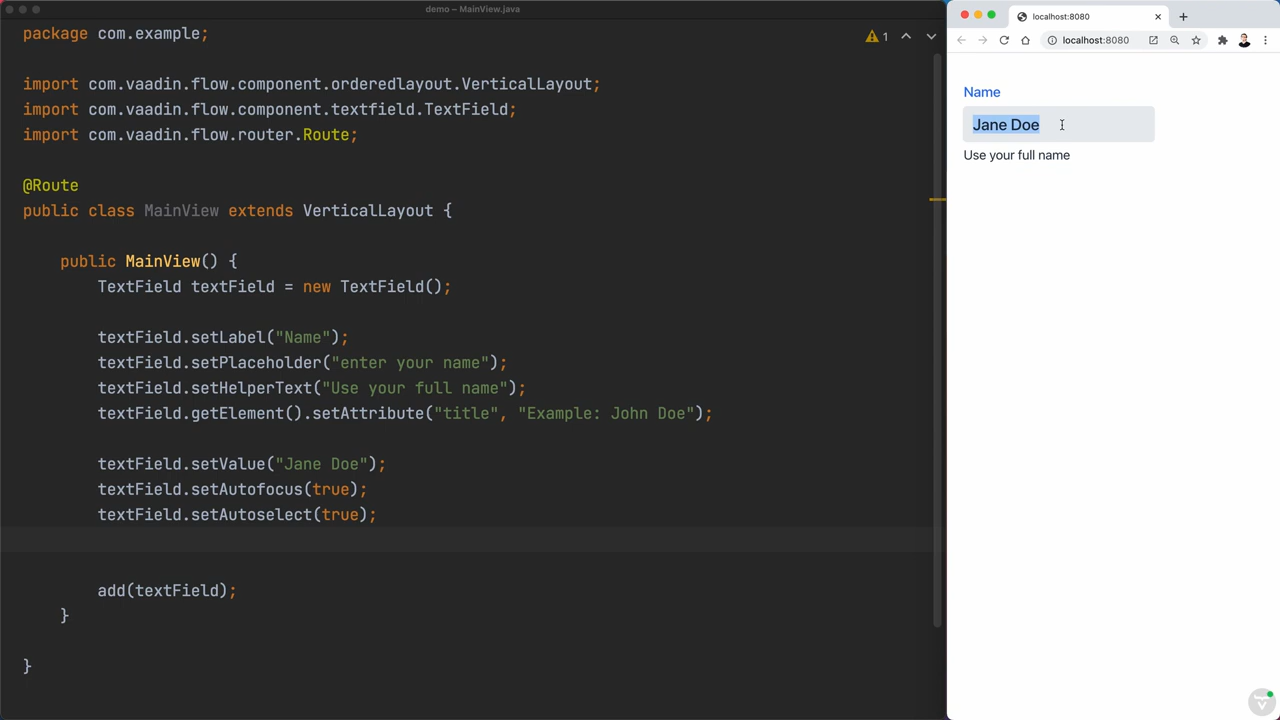 demo – MainView.java
package com.example;
import com.vaadin.flow.component.orderedlayout.VerticalLayout;
import com.vaadin.flow.component.textfield.TextField;
import com.vaadin.flow.router.Route;
@Route
public class MainView extends VerticalLayout {
public MainView() {
TextField textField = new TextField();
textField.setLabel("Name");
textField.setPlaceholder("enter your name");
textField.setHelperText("Use your full name");
textField.getElement().setAttribute("title", "Example: John Doe");
textField.setValue("Jane Doe");
textField.setAutofocus(true);
textField.setAutoselect(true);
add(textField);
}
}
1
localhost:8080
localhost:8080
Name
Jane Doe
Use your full name